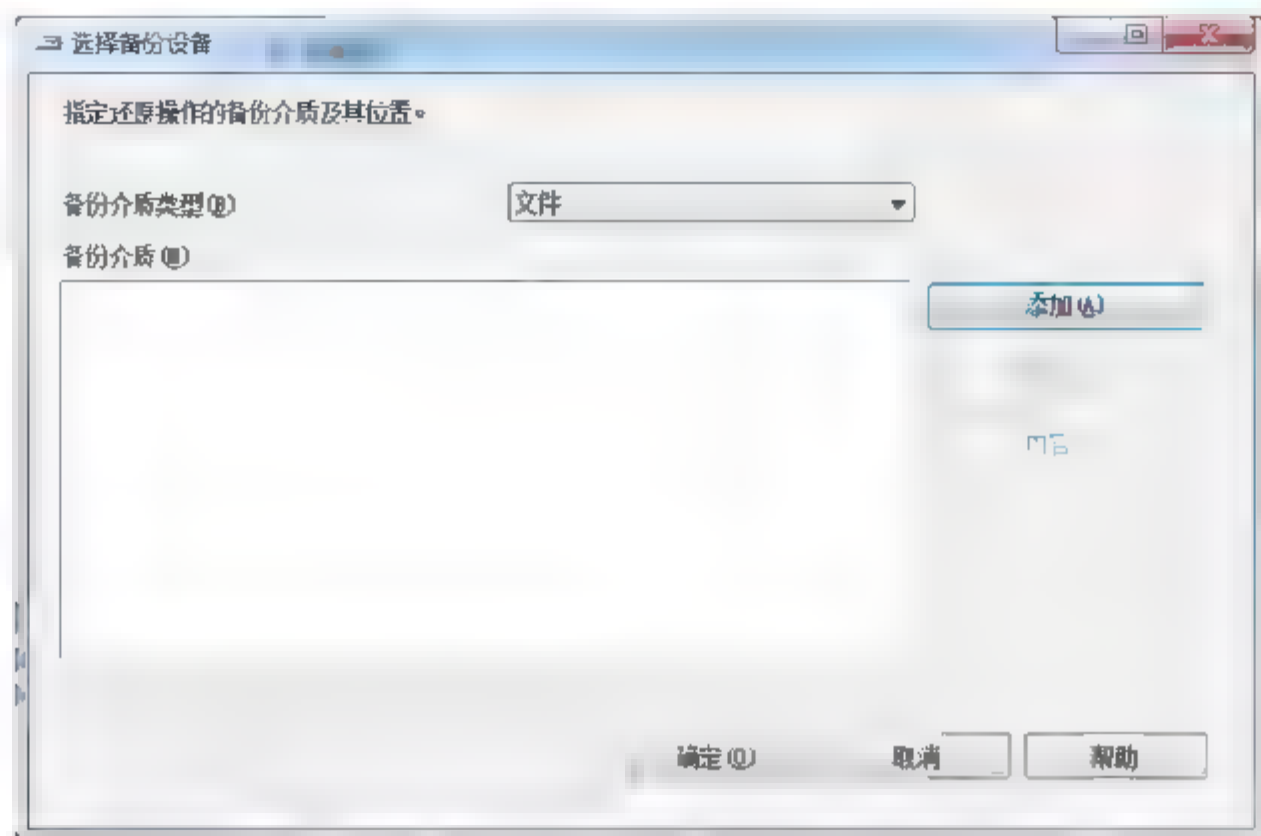 选择备份设备
指定还原操作的备份介质及其位置。
备份介质类型(B)
文件
备份介质(M)
添加(A)
确定(O)
取消
帮助